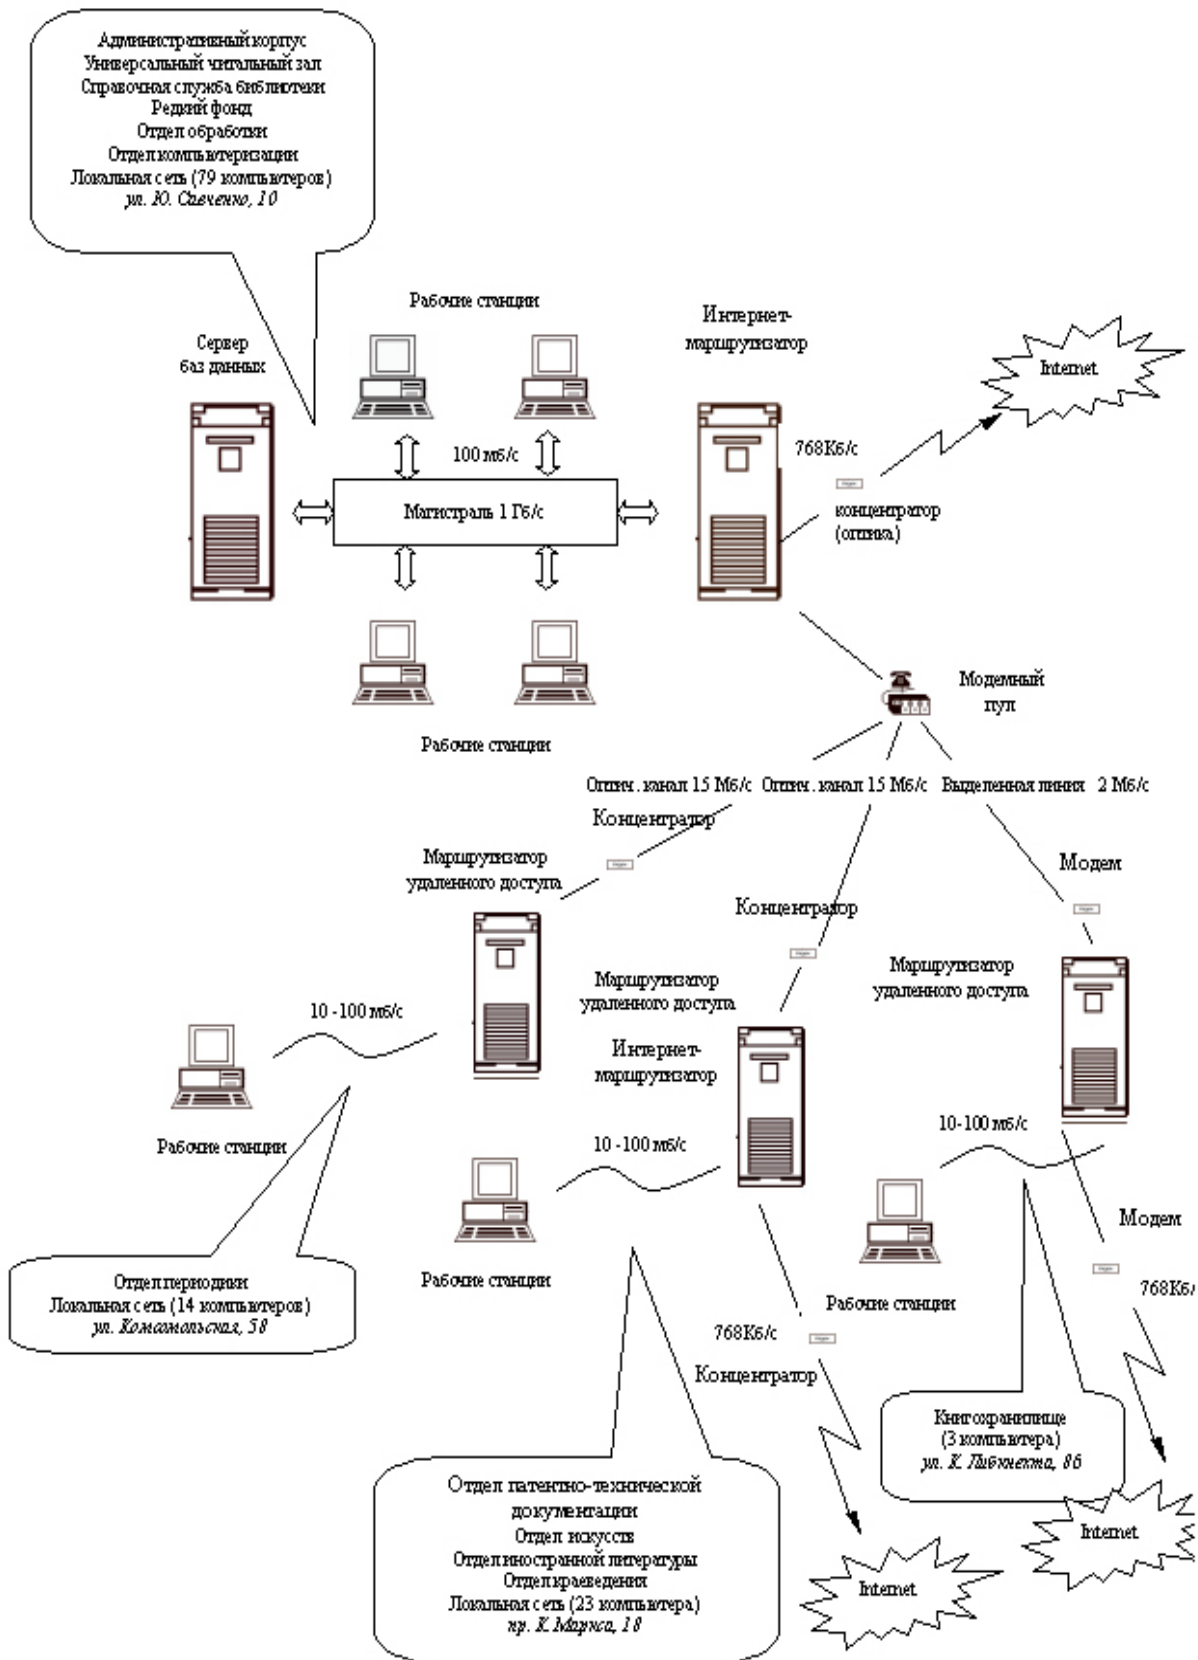 Административный корпус
Универсальный читальный зал
Справочная служба библиотеки
Редкий фонд
Отдел обработки
Отдел компьютеризации
Локальная сеть (79 компьютеров)
ул. Ю. Савченко, 10
Рабочие станции
Интернет-
маршрутизатор
Сервер
баз данных
Internet
100 мб/с
768Кб/с
Магистраль 1 Гб/с
концентратор
(оптика)
Модемный
пул
Рабочие станции
Оптич. канал 15 Мб/с
Оптич. канал 15 Мб/с
Выделенная линия 2 Мб/с
Концентратор
Маршрутизатор
удаленного доступа
Модем
Концентратор
Маршрутизатор
удаленного доступа
Маршрутизатор
удаленного доступа
10 -100 мб/с
Интернет-
маршрутизатор
Рабочие станции
10 -100 мб/с
10-100 мб/с
Модем
Отдел периодики
Локальная сеть (14 компьютеров)
ул. Комсомольская, 58
Рабочие станции
Рабочие станции
768Кб/
768Кб/с
Концентратор
Книгохранилище
(3 компьютера)
ул. К. Либкнехта, 86
Отдел патентно-технической
документации
Отдел искусств
Отдел иностранной литературы
Отдел краеведения
Локальная сеть (23 компьютера)
пр. К. Маркса, 18
Internet
Internet